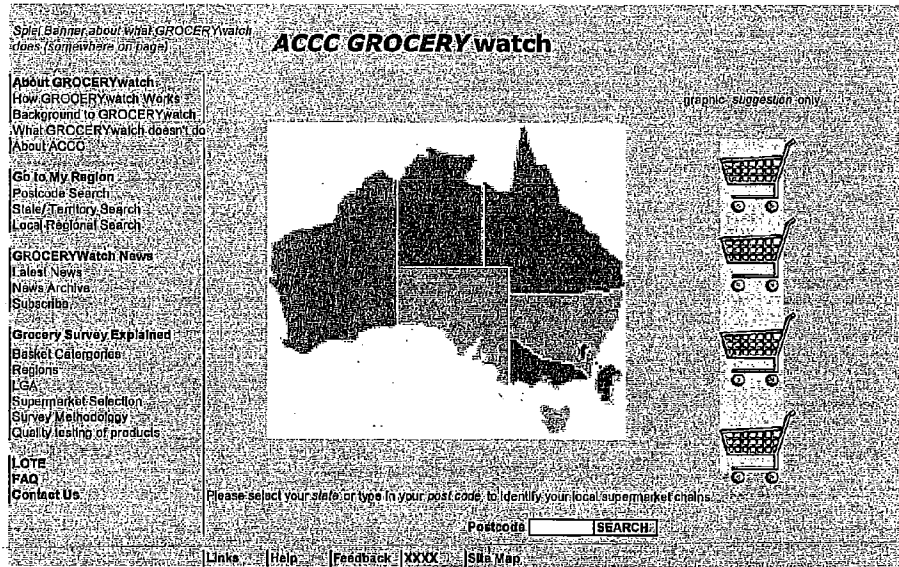 Spiel Banner about what GROCERYwatch
does (somewhere on page)
ACCC GROCERY watch
About GROCERYwatch
How GROCERYwatch Works
Background to GROCERYwatch
What GROCERYwatch doesn't do
About ACCC
Go to My Region
Postcode Search
State/Territory Search
Local Regional Search
GROCERYWatch News
Latest News
News Archive
Subscribe
Grocery Survey Explained
Basket Catergories
Regions
LGA
Supermarket Selection
Survey Methodology
Quality testing of products
LOTE
FAQ
Contact Us
graphic suggestion only
Please select your state or type in your post code, to identify your local supermarket chains
Postcode SEARCH
Links Help Feedback XXXX Site Map